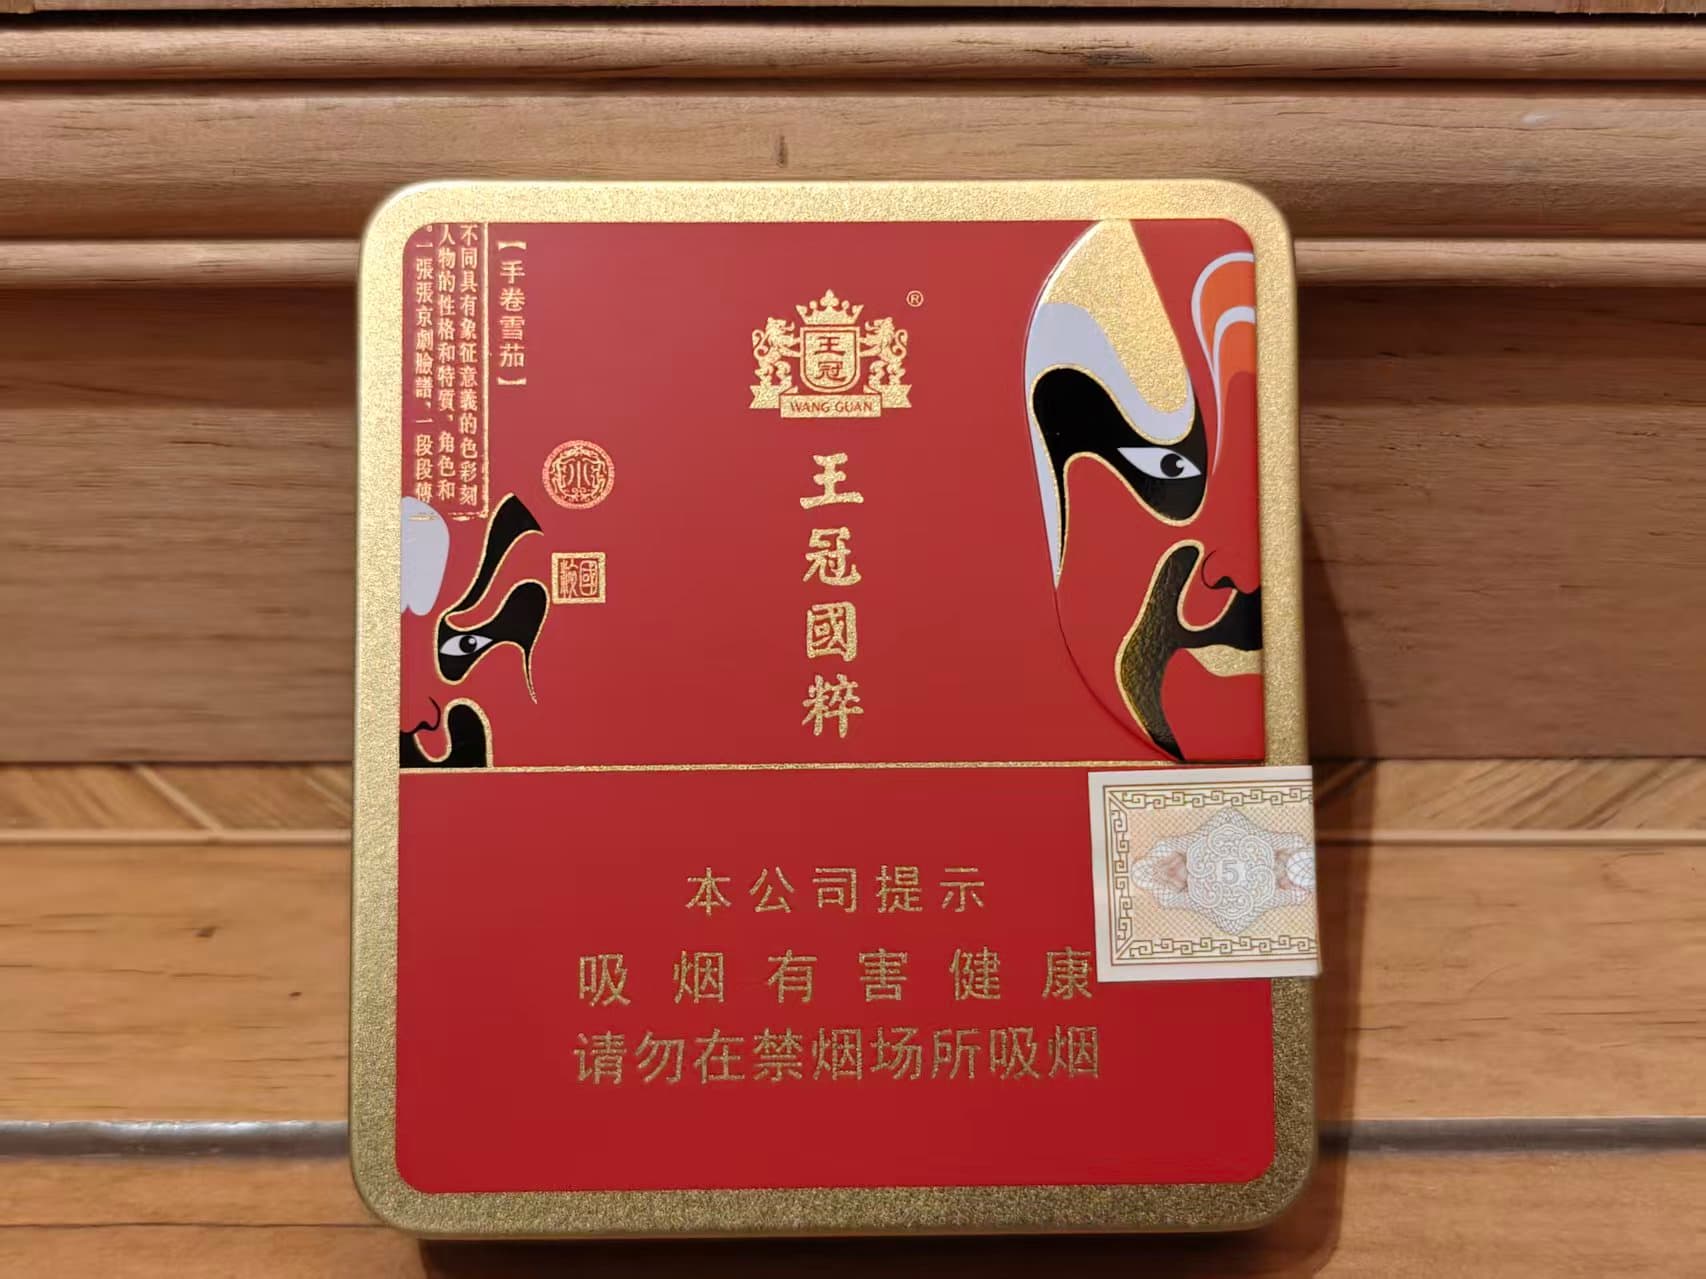 【手卷雪茄】
不同具有象征意義的色彩刻
人物的性格和特質，角色和
。一張張京劇臉譜，一段段傳
®
王冠
WANG GUAN
王冠國粹
5
本公司提示
吸烟有害健康
请勿在禁烟场所吸烟